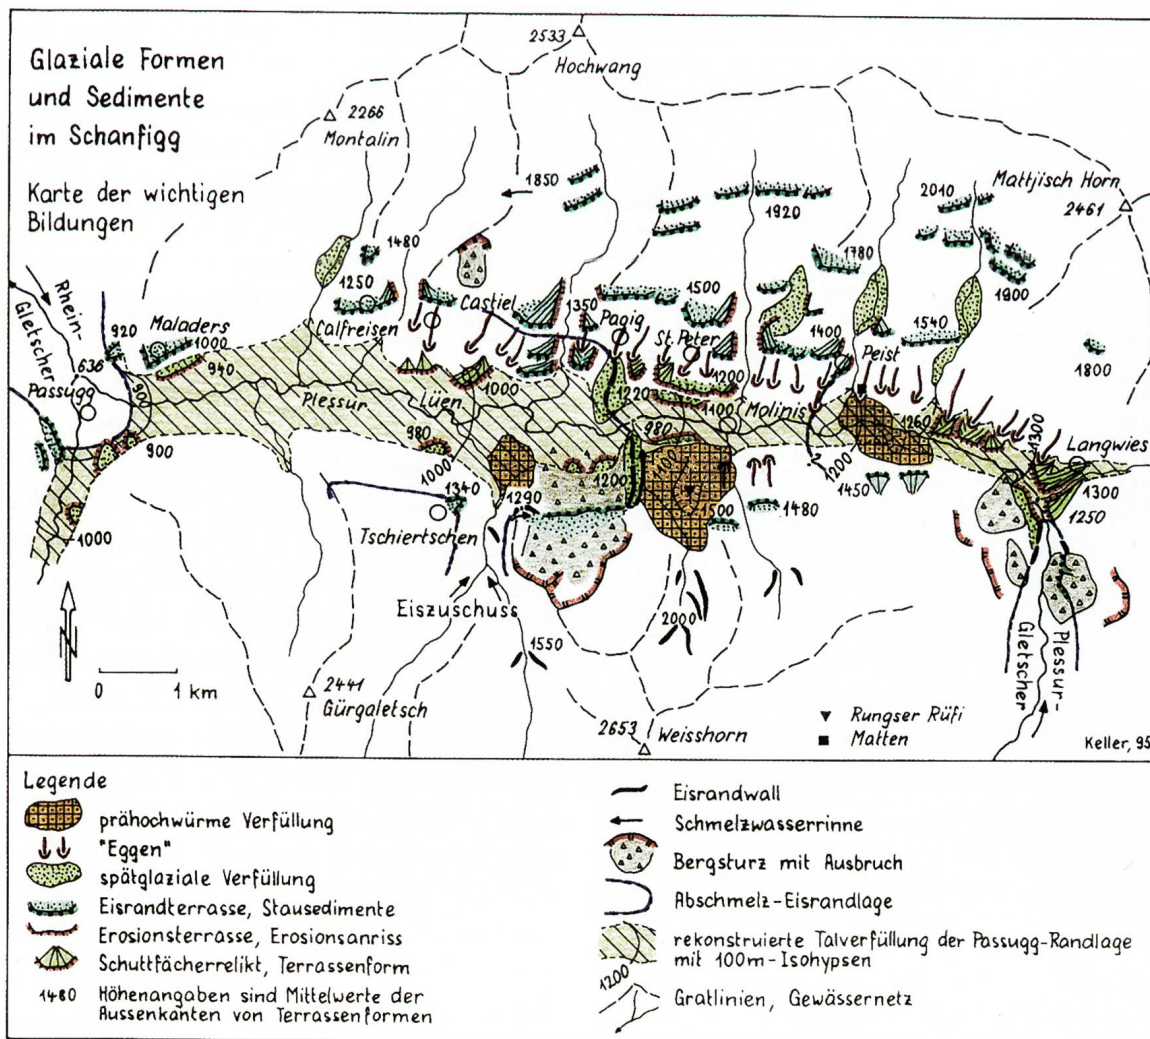 Glaziale Formen
und Sedimente
im Schanfigg
Karte der wichtigen
Bildungen
2533
Hochwang
2266
Montalin
1850
1920
2010
Mattjisch Horn
2461
1480
1250
1780
1900
Rhein-
Gletscher
920
Maladers
1000
940
Calfreisen
Castiel
1350
Pagig
1500
St. Peter
1400
1540
Peist
1800
636
Passugg
900
900
Plessur
Lüen
1000
1220
1200
1100
Molinis
980
980
1260
1300
Langwies
1000
1000
1340
Tschiertschen
1290
1200
1100
1500
1480
?
1200
1450
1300
1250
Eiszuschuss
1550
2000
Plessur-
Gletscher
N
0 1 km
2441
Gürgaletsch
2653 Weisshorn
Rungser Rüfi
Matten
Keller, 95
Legende
prähochwürme Verfüllung
"Eggen"
spätglaziale Verfüllung
Eisrandterrasse, Stausedimente
Erosionsterrasse, Erosionsanriss
Schuttfächerrelikt, Terrassenform
1480 Höhenangaben sind Mittelwerte der
Aussenkanten von Terrassenformen
Eisrandwall
Schmelzwasserrinne
Bergsturz mit Ausbruch
Abschmelz-Eisrandlage
rekonstruierte Talverfüllung der Passugg-Randlage
mit 100m-Isohypsen
1200
Gratlinien, Gewässernetz